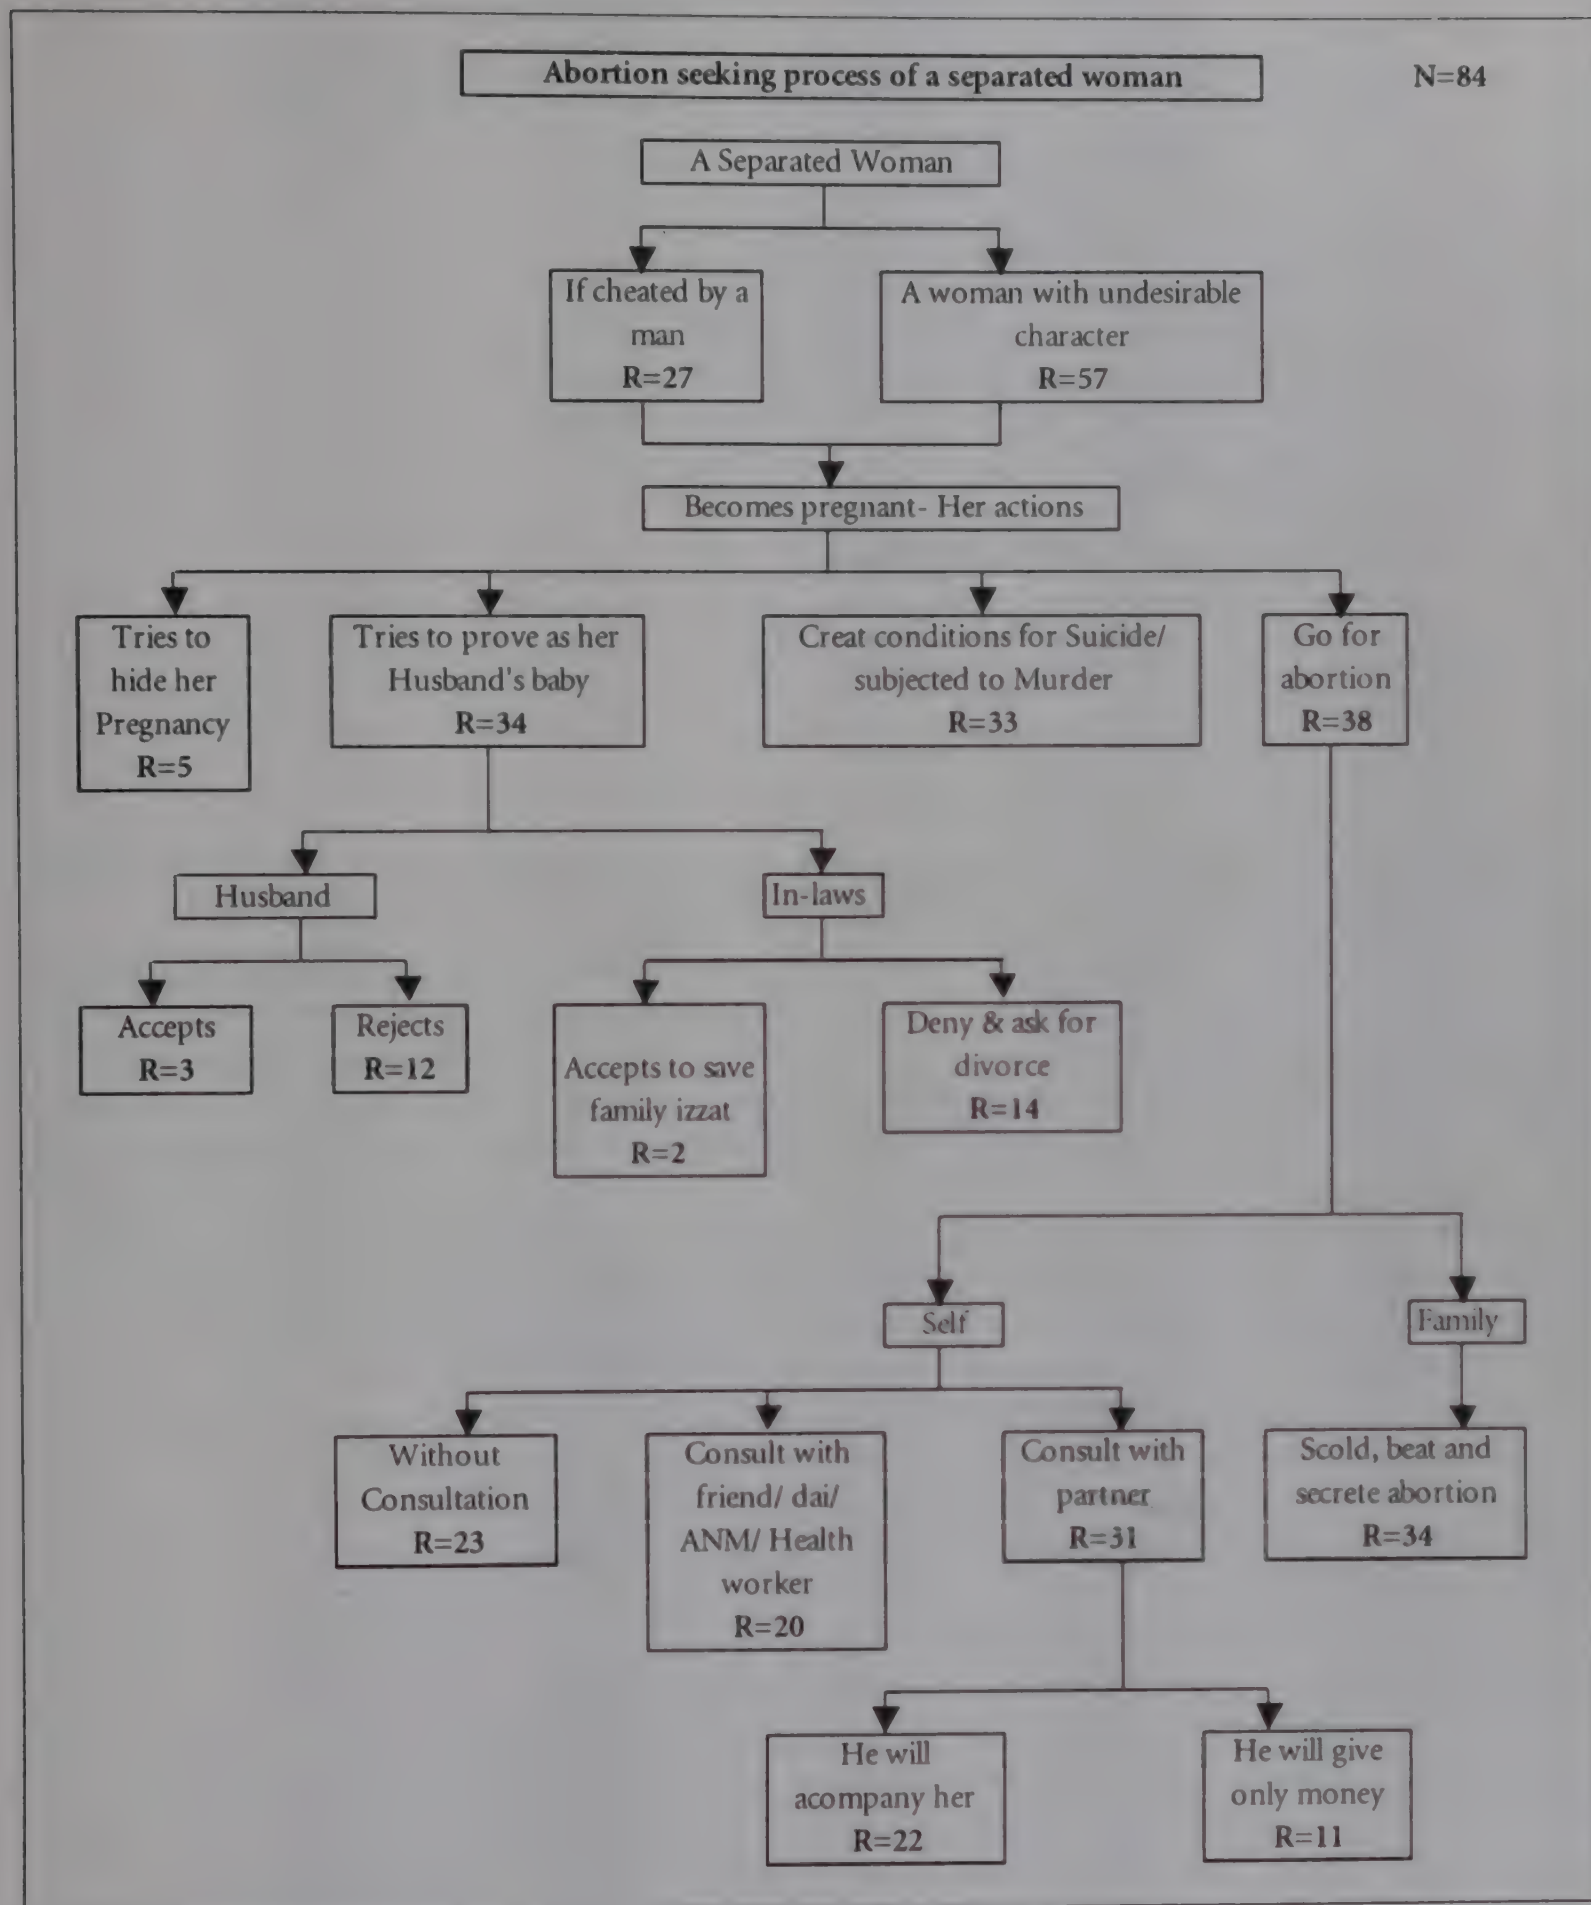 Abortion seeking process of a separated woman
N=84
A Separated Woman
If cheated by a
man
R=27
A woman with undesirable
character
R=57
Becomes pregnant- Her actions
Tries to
hide her
Pregnancy
R=5
Tries to prove as her
Husband's baby
R=34
Creat conditions for Suicide/
subjected to Murder
R=33
Go for
abortion
R=38
Husband
In-laws
Accepts
R=3
Rejects
R=12
Accepts to save
family izzat
R=2
Deny & ask for
divorce
R=14
Self
Family
Without
Consultation
R=23
Consult with
friend/ dai/
ANM/ Health
worker
R=20
Consult with
partner
R=31
Scold, beat and
secrete abortion
R=34
He will
acompany her
R=22
He will give
only money
R=11